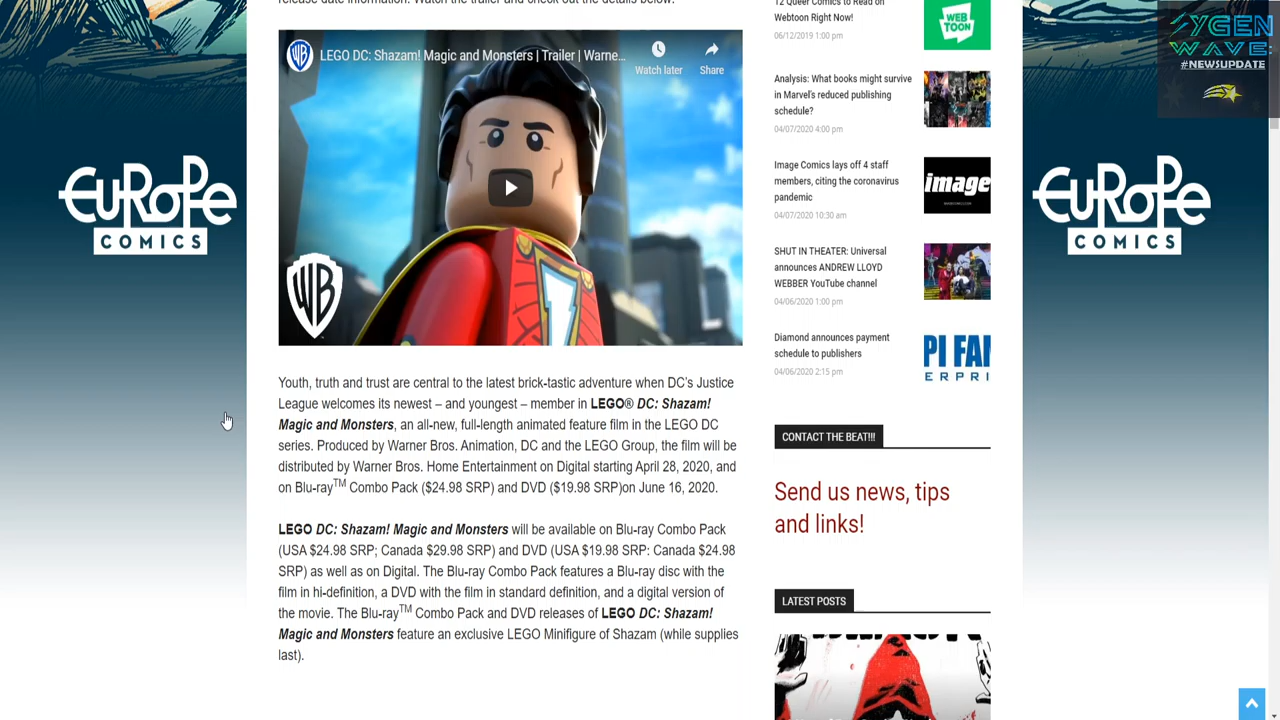 release date information. Watch the trailer and check out the details below.
LEGO DC: Shazam! Magic and Monsters | Trailer | Warne...
Watch later
Share
WB
WB
Youth, truth and trust are central to the latest brick-tastic adventure when DC's Justice
League welcomes its newest – and youngest – member in LEGO® DC: Shazam!
Magic and Monsters, an all-new, full-length animated feature film in the LEGO DC
series. Produced by Warner Bros. Animation, DC and the LEGO Group, the film will be
distributed by Warner Bros. Home Entertainment on Digital starting April 28, 2020, and
on Blu-rayTM Combo Pack ($24.98 SRP) and DVD ($19.98 SRP)on June 16, 2020.
LEGO DC: Shazam! Magic and Monsters will be available on Blu-ray Combo Pack
(USA $24.98 SRP; Canada $29.98 SRP) and DVD (USA $19.98 SRP: Canada $24.98
SRP) as well as on Digital. The Blu-ray Combo Pack features a Blu-ray disc with the
film in hi-definition, a DVD with the film in standard definition, and a digital version of
the movie. The Blu-rayTM Combo Pack and DVD releases of LEGO DC: Shazam!
Magic and Monsters feature an exclusive LEGO Minifigure of Shazam (while supplies
last).
12 Queer Comics to Read on
Webtoon Right Now!
06/12/2019 1:00 pm
WEB
TOON
Analysis: What books might survive
in Marvel's reduced publishing
schedule?
04/07/2020 4:00 pm
Image Comics lays off 4 staff
members, citing the coronavirus
pandemic
04/07/2020 10:30 am
image
SHUT IN THEATER: Universal
announces ANDREW LLOYD
WEBBER YouTube channel
04/06/2020 1:00 pm
Diamond announces payment
schedule to publishers
04/06/2020 2:15 pm
PI FAN
ERPRI
CONTACT THE BEAT!!!
Send us news, tips
and links!
LATEST POSTS
EUROPE
COMICS
EUROPE
COMICS
ZYGEN
WAVE
#NEWSUPDATE